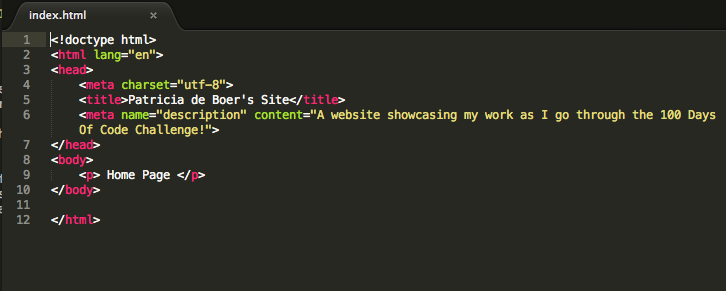 index.html ×
1 <!doctype html>
2 <html lang="en">
3 <head>
4     <meta charset="utf-8">
5     <title>Patricia de Boer's Site</title>
6     <meta name="description" content="A website showcasing my work as I go through the 100 Days
    Of Code Challenge!">
7 </head>
8 <body>
9     <p> Home Page </p>
10 </body>
11
12 </html>